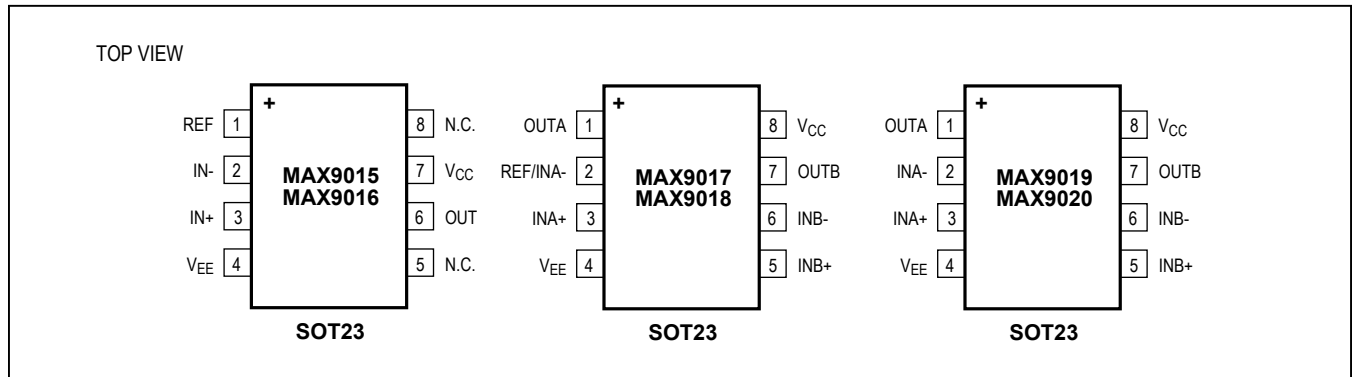 TOP VIEW
+
REF 1
IN- 2
IN+ 3
VEE 4
MAX9015
MAX9016
8 N.C.
7 VCC
6 OUT
5 N.C.
SOT23
+
OUTA 1
REF/INA- 2
INA+ 3
VEE 4
MAX9017
MAX9018
8 VCC
7 OUTB
6 INB-
5 INB+
SOT23
+
OUTA 1
INA- 2
INA+ 3
VEE 4
MAX9019
MAX9020
8 VCC
7 OUTB
6 INB-
5 INB+
SOT23